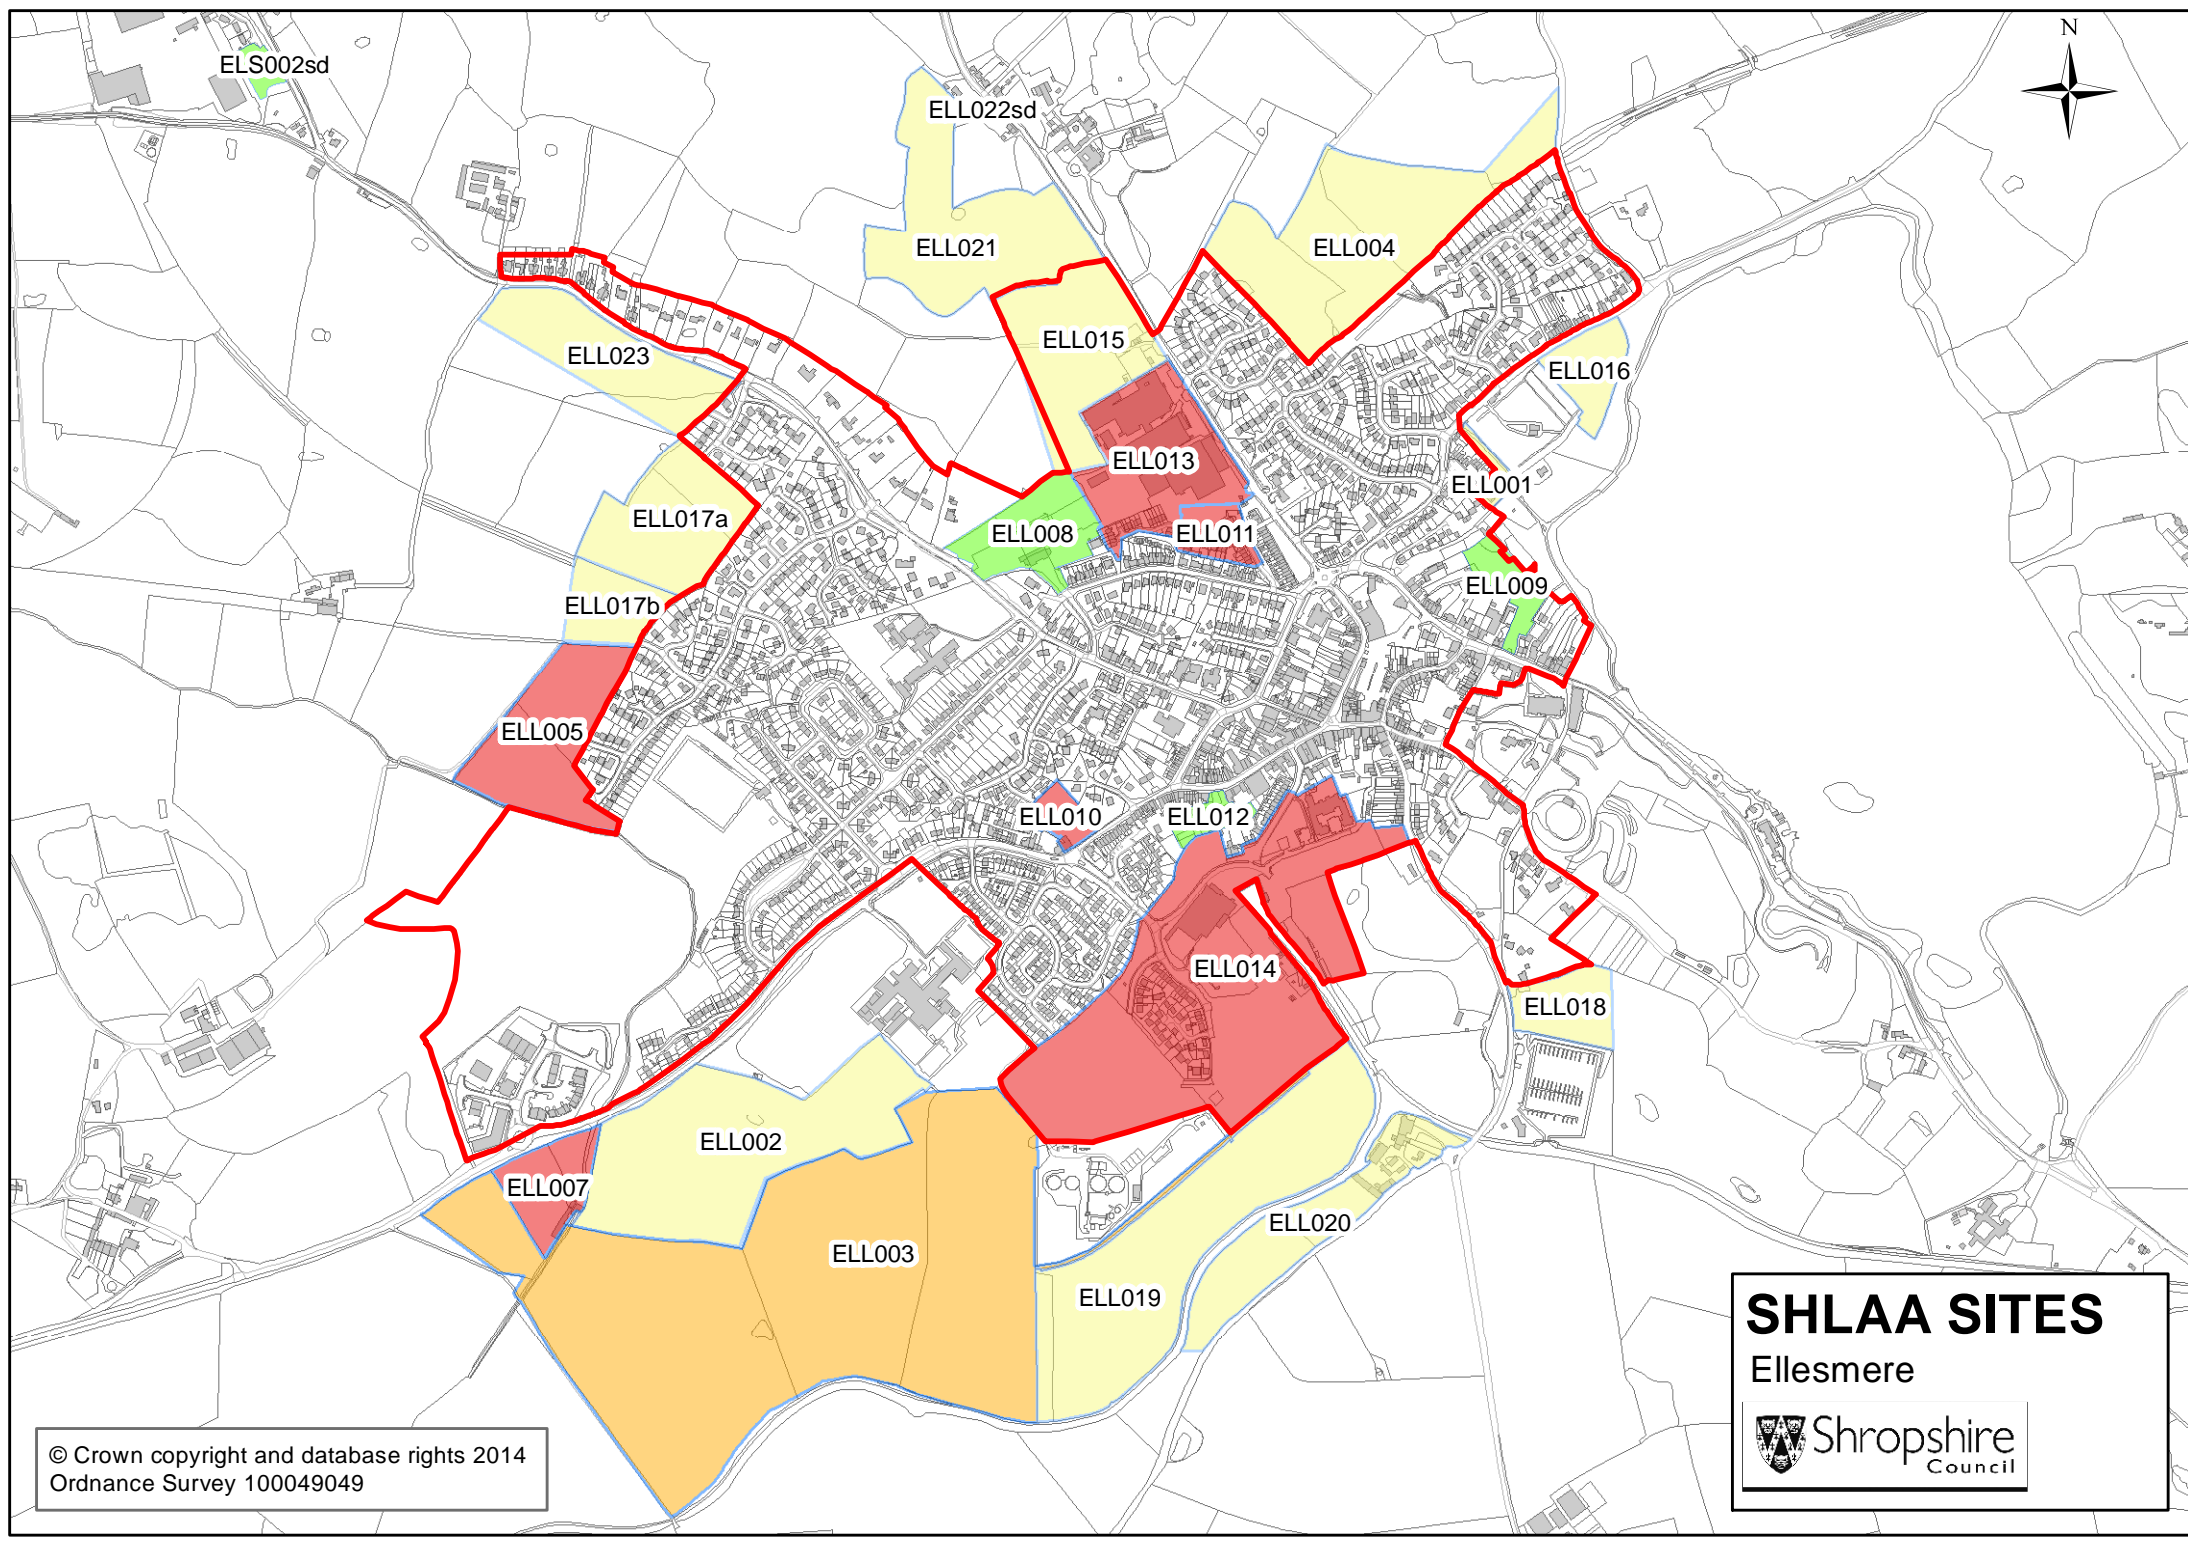 N
ELS002sd
ELL022sd
ELL021
ELL004
ELL015
ELL023
ELL016
ELL013
ELL001
ELL017a
ELL008
ELL011
ELL009
ELL017b
ELL005
ELL010
ELL012
ELL014
ELL018
ELL002
ELL007
ELL020
ELL003
ELL019
SHLAA SITES
Ellesmere
Shropshire
Council
© Crown copyright and database rights 2014
Ordnance Survey 100049049